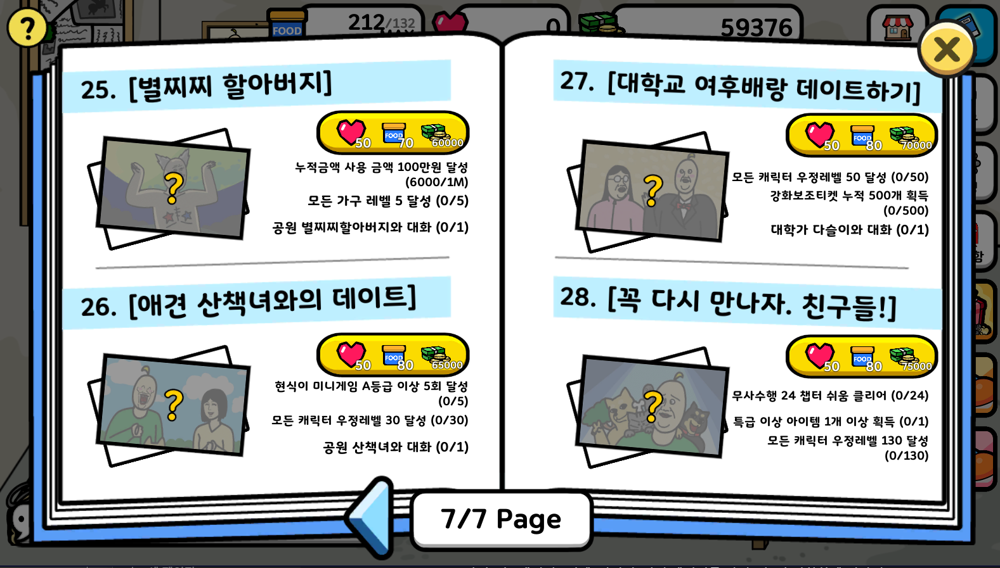 ?
212/132
FOOD
0
59376
25. [별찌찌 할아버지]
50
FOOD
70
60000
누적금액 사용 금액 100만원 달성
(6000/1M)
모든 가구 레벨 5 달성 (0/5)
공원 별찌찌할아버지와 대화 (0/1)
?
26. [애견 산책녀와의 데이트]
50
FOOD
80
65000
현식이 미니게임 A등급 이상 5회 달성
(0/5)
모든 캐릭터 우정레벨 30 달성 (0/30)
공원 산책녀와 대화 (0/1)
?
27. [대학교 여후배랑 데이트하기]
50
FOOD
80
70000
모든 캐릭터 우정레벨 50 달성 (0/50)
강화보조티켓 누적 500개 획득
(0/500)
대학가 다슬이와 대화 (0/1)
?
28. [꼭 다시 만나자. 친구들!]
50
FOOD
80
75000
무사수행 24 챕터 쉬움 클리어 (0/24)
특급 이상 아이템 1개 이상 획득 (0/1)
모든 캐릭터 우정레벨 130 달성
(0/130)
?
함
7/7 Page